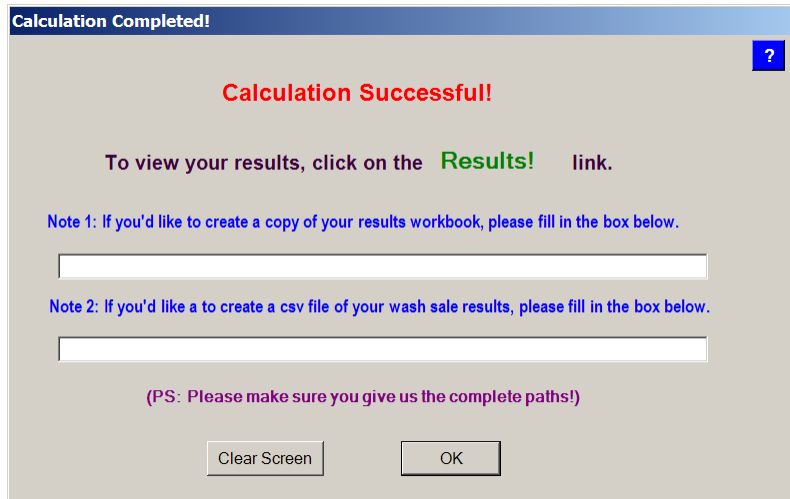 Calculation Completed!
?
Calculation Successful!
To view your results, click on the Results! link.
Note 1: If you'd like to create a copy of your results workbook, please fill in the box below.
Note 2: If you'd like a to create a csv file of your wash sale results, please fill in the box below.
(PS: Please make sure you give us the complete paths!)
Clear Screen OK